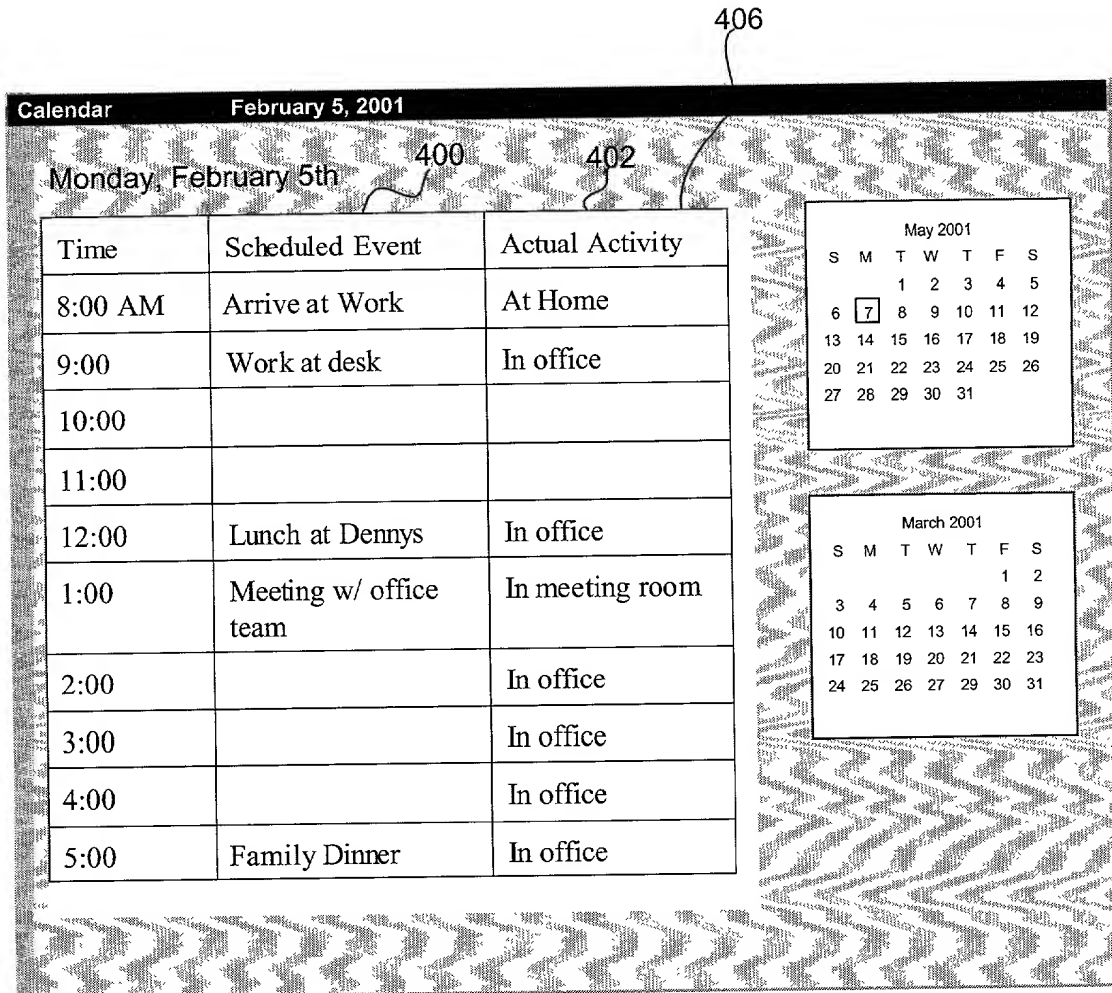 406
Calendar February 5, 2001
Monday, February 5th 400 402
Time Scheduled Event Actual Activity
8:00 AM Arrive at Work At Home
9:00 Work at desk In office
10:00
11:00
12:00 Lunch at Dennys In office
1:00 Meeting w/ office team In meeting room
2:00 In office
3:00 In office
4:00 In office
5:00 Family Dinner In office
May 2001
S M T W T F S
1 2 3 4 5
6 7 8 9 10 11 12
13 14 15 16 17 18 19
20 21 22 23 24 25 26
27 28 29 30 31
March 2001
S M T W T F S
1 2
3 4 5 6 7 8 9
10 11 12 13 14 15 16
17 18 19 20 21 22 23
24 25 26 27 29 30 31